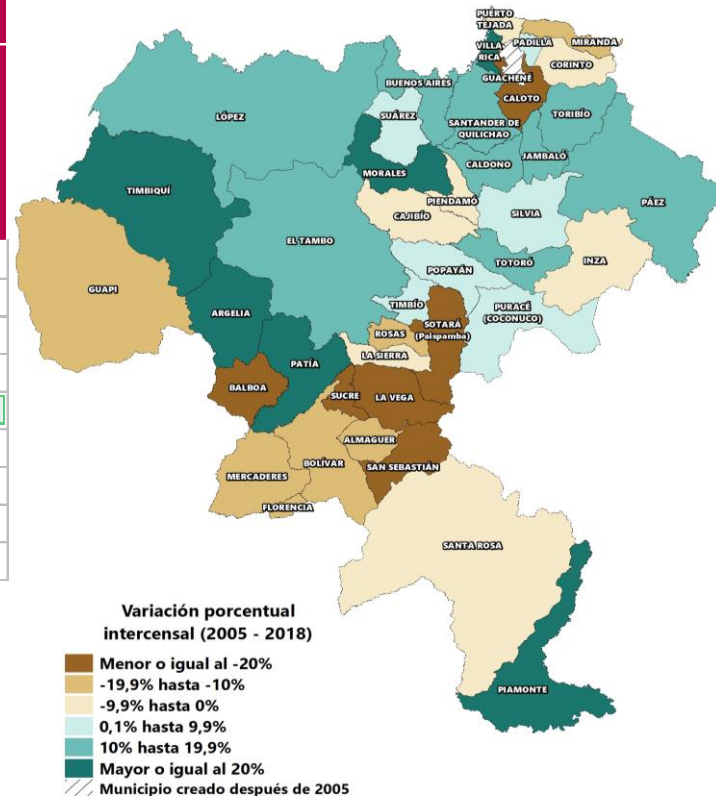 PUERTO
TEJADA
VILLA
RICA
PADILLA
MIRANDA
CORINTO
GUACHENÉ
CALOTO
BUENOS AIRES
LÓPEZ
SUÁREZ
SANTANDER DE
QUILICHAO
TORIBÍO
CALDONO
JAMBALÓ
MORALES
TIMBIQUÍ
PIENDAMÓ
CAJIBÍO
SILVIA
PÁEZ
EL TAMBO
INZA
TOTORÓ
POPAYÁN
GUAPI
TIMBÍO
PURACÉ
(COCONUCO)
ARGELIA
SOTARÁ
(Paispamba)
ROSAS
LA SIERRA
PATÍA
BALBOA
SUCRE
LA VEGA
ALMAGUER
BOLÍVAR
SAN SEBASTIÁN
MERCADERES
FLORENCIA
SANTA ROSA
PIAMONTE
Variación porcentual
intercensal (2005 - 2018)
Menor o igual al -20%
-19,9% hasta -10%
-9,9% hasta 0%
0,1% hasta 9,9%
10% hasta 19,9%
Mayor o igual al 20%
Municipio creado después de 2005